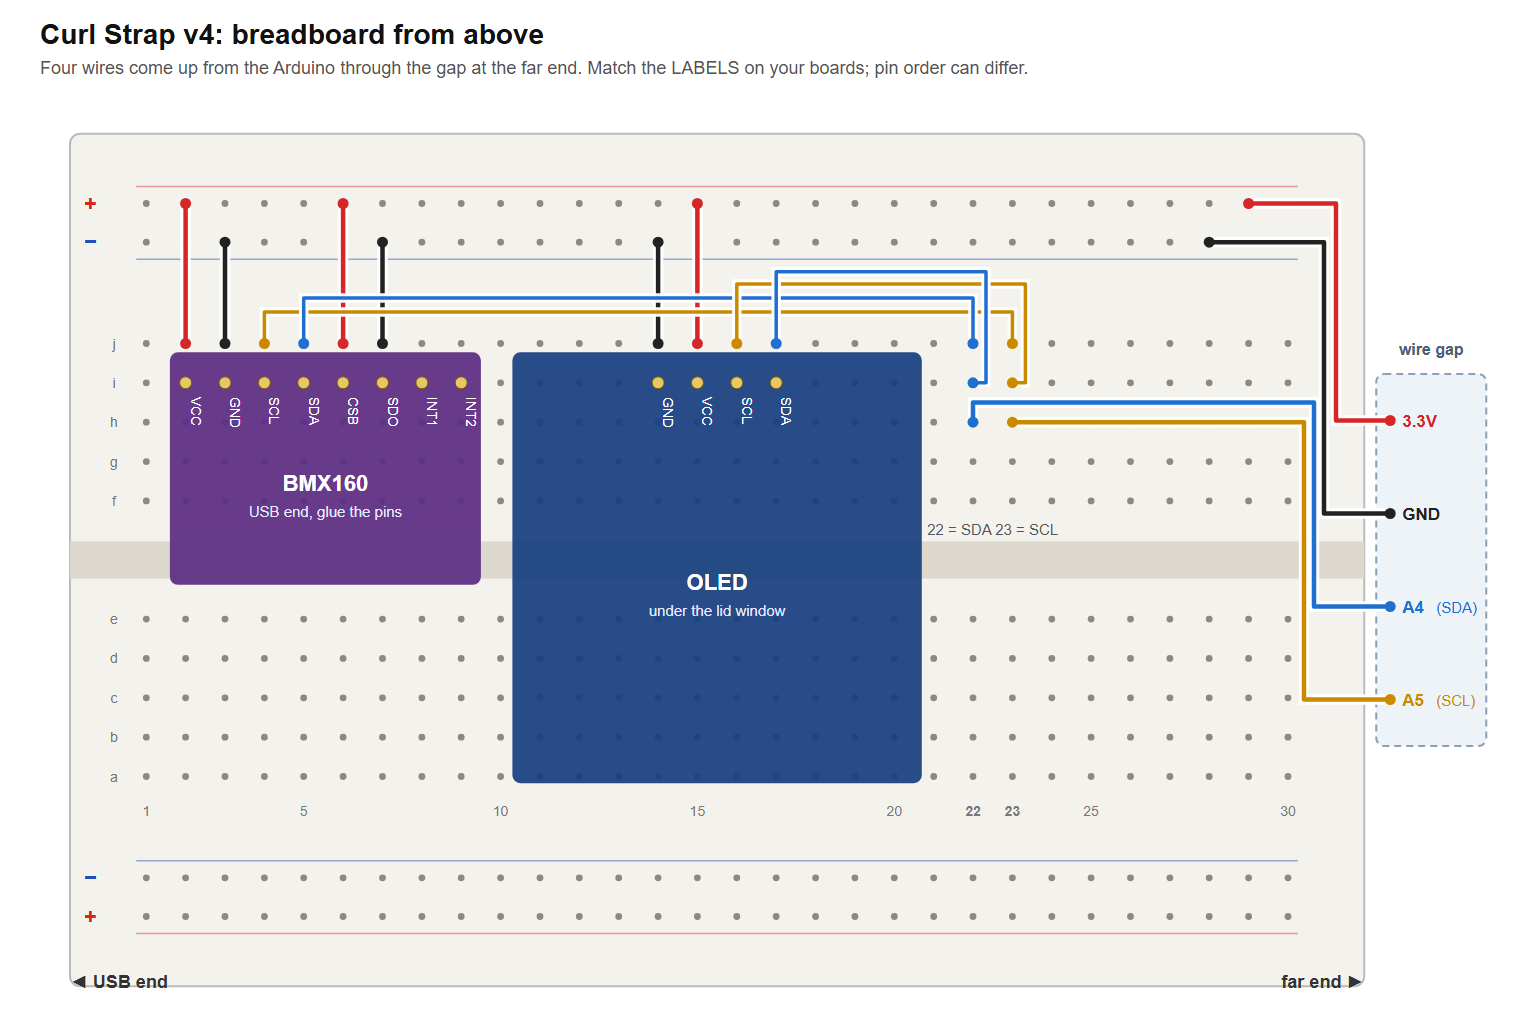 Curl Strap v4: breadboard from above
Four wires come up from the Arduino through the gap at the far end. Match the LABELS on your boards; pin order can differ.
+
−
j
i
h
g
f
e
d
c
b
a
VCC
GND
SCL
SDA
CSB
SDO
INT1
INT2
BMX160
USB end, glue the pins
GND
VCC
SCL
SDA
OLED
under the lid window
22 = SDA 23 = SCL
wire gap
3.3V
GND
A4 (SDA)
A5 (SCL)
1 5 10 15 20 22 23 25 30
−
+
◀ USB end
far end ▶